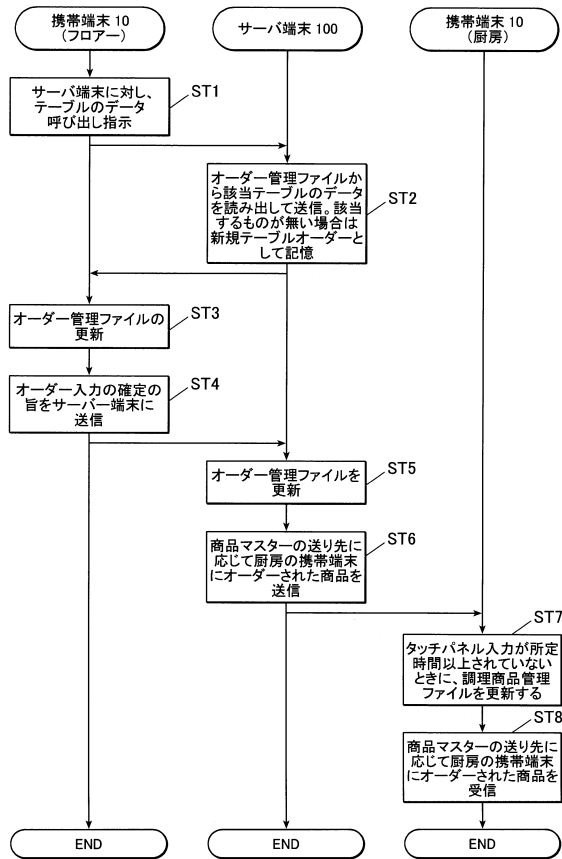 携帯端末 10
(フロアー)
サーバ端末 100
携帯端末 10
(厨房)
サーバ端末に対し、
テーブルのデータ
呼び出し指示
ST1
オーダー管理ファイルか
ら該当テーブルのデータ
を読み出して送信。該当
するものが無い場合は
新規テーブルオーダーと
して記憶
ST2
オーダー管理ファイルの
更新
ST3
オーダー入力の確定の
旨をサーバー端末に
送信
ST4
オーダー管理ファイルを
更新
ST5
商品マスターの送り先に
応じて厨房の携帯端末
にオーダーされた商品を
送信
ST6
ST7
タッチパネル入力が所定
時間以上されていない
ときに、調理商品管理
ファイルを更新する
ST8
商品マスターの送り先に
応じて厨房の携帯端末
にオーダーされた商品を
受信
END
END
END